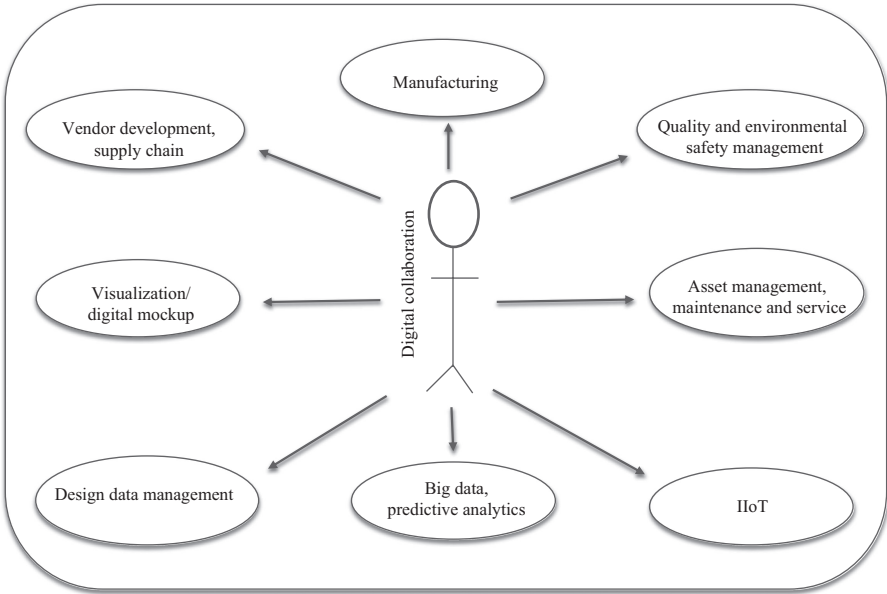 Manufacturing
Vendor development,
supply chain
Quality and environmental
safety management
Digital collaboration
Visualization/
digital mockup
Asset management,
maintenance and service
Design data management
Big data,
predictive analytics
IIoT